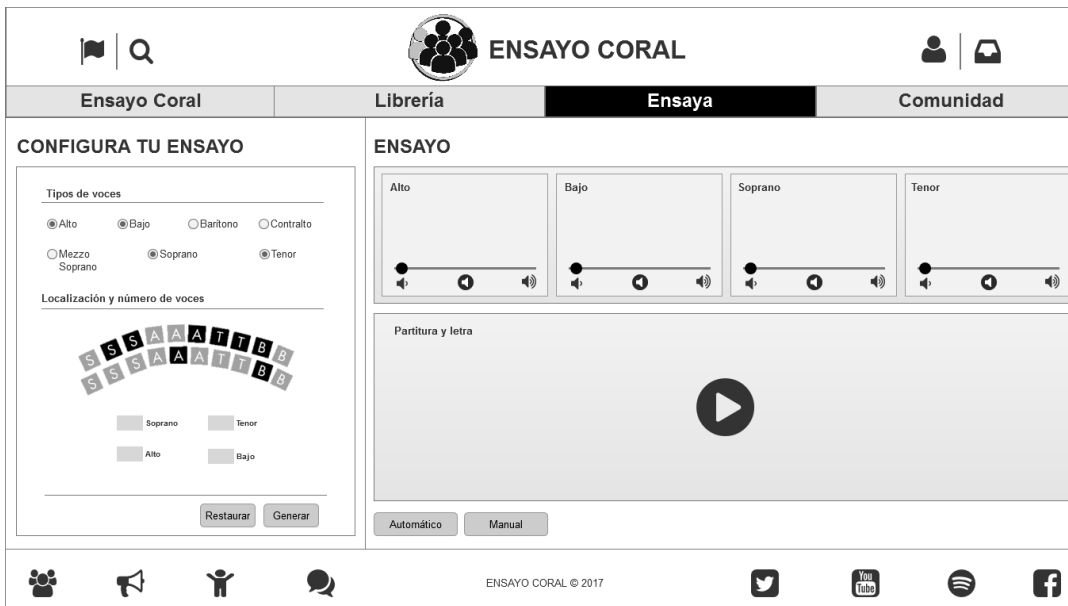 ENSAYO CORAL
Ensayo Coral
Librería
Ensaya
Comunidad
CONFIGURA TU ENSAYO
Tipos de voces
Alto
Bajo
Barítono
Contralto
Mezzo
Soprano
Soprano
Tenor
Localización y número de voces
S S S A A A T T B B
S S S A A A T T B B
Soprano
Tenor
Alto
Bajo
Restaurar
Generar
ENSAYO
Alto
Bajo
Soprano
Tenor
Partitura y letra
Automático
Manual
ENSAYO CORAL © 2017
You
Tube